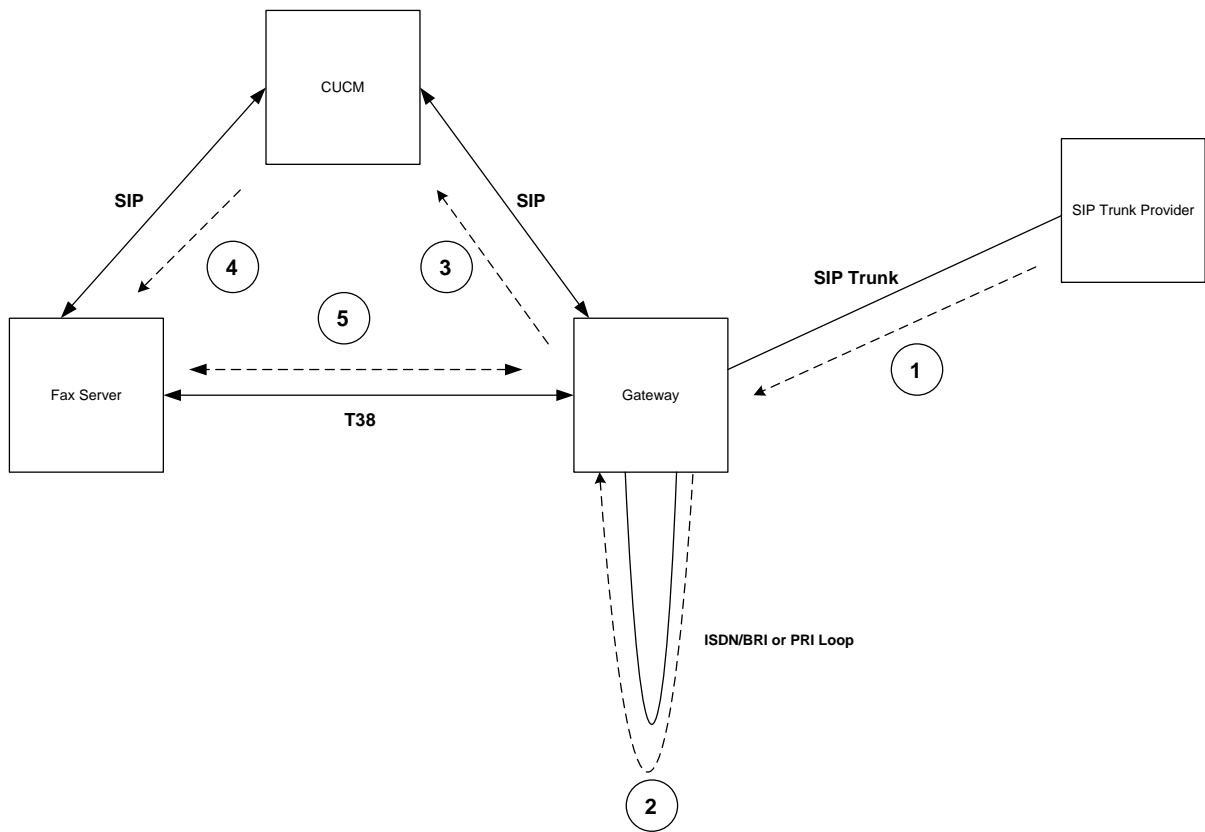 CUCM
SIP Trunk Provider
SIP
SIP
4
3
SIP Trunk
5
1
Fax Server
Gateway
T38
ISDN/BRI or PRI Loop
2